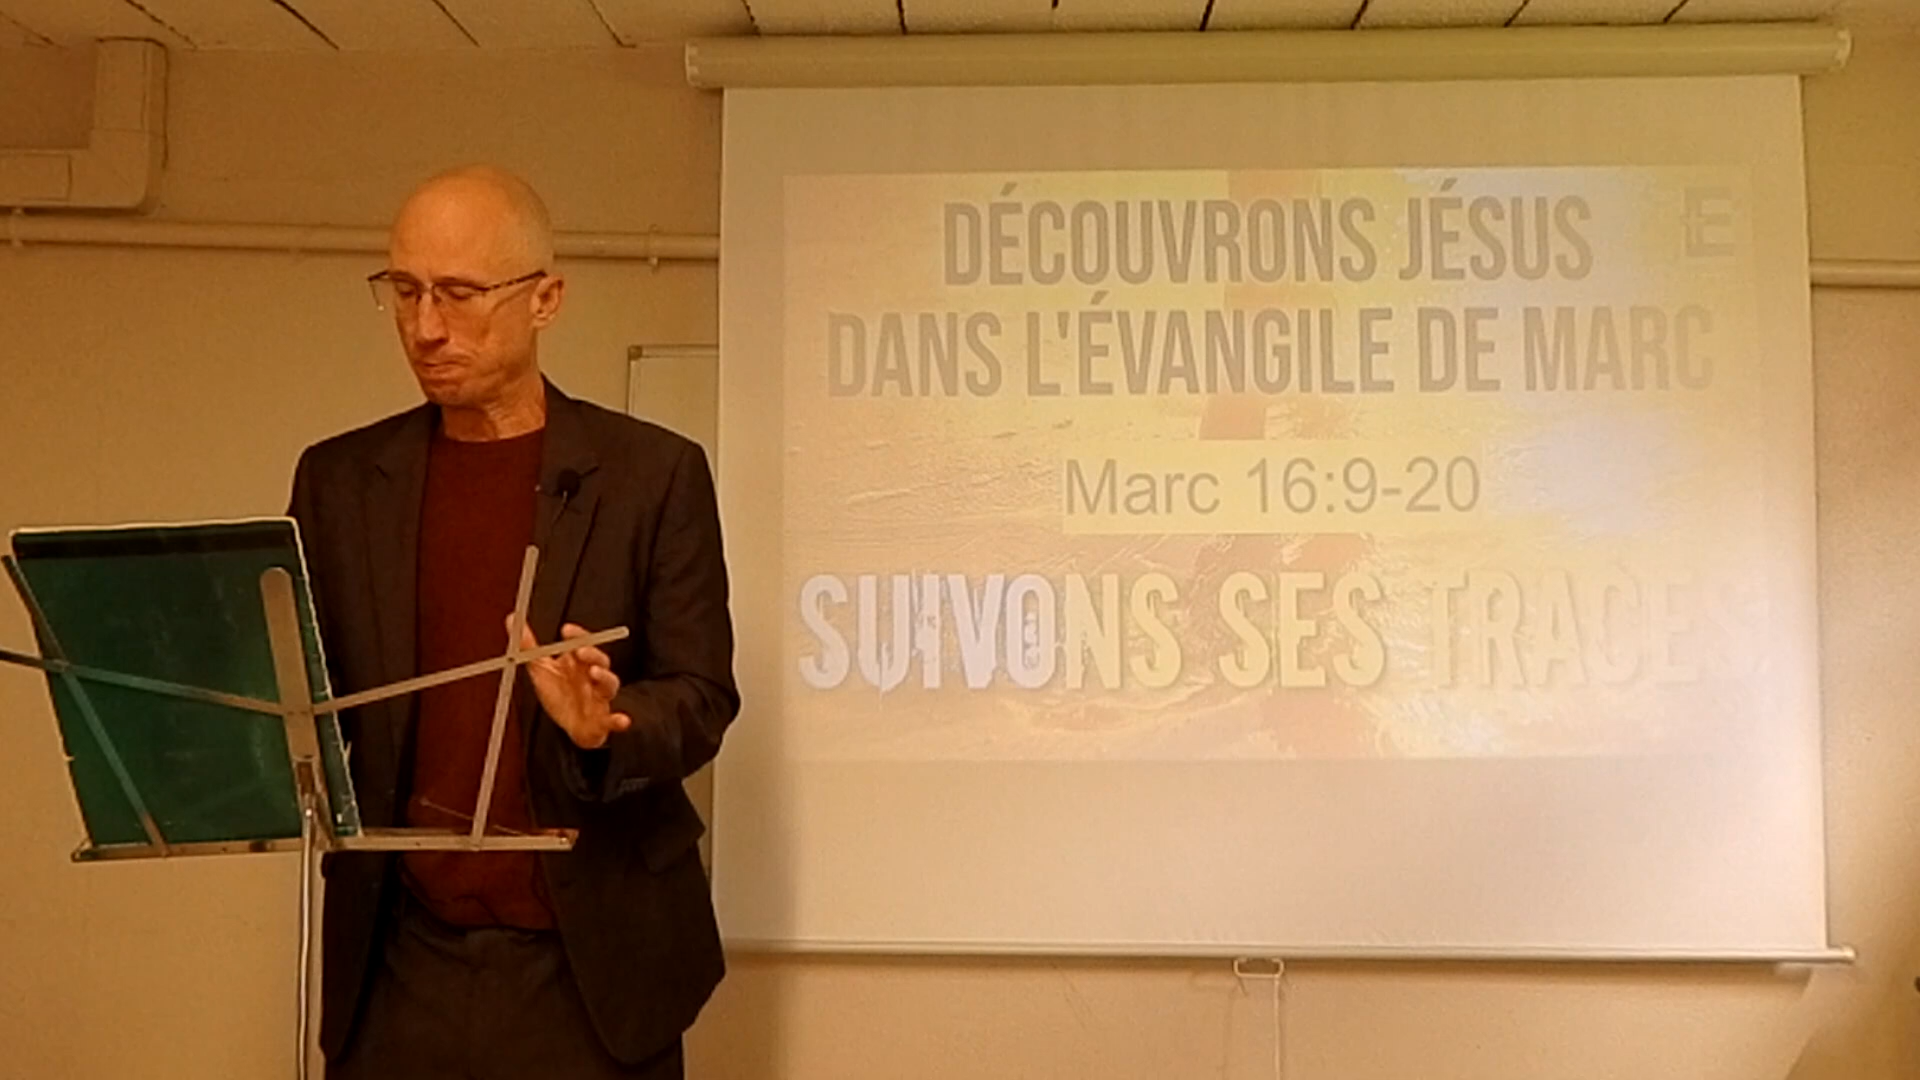 DÉCOUVRONS JÉSUS
DANS L'ÉVANGILE DE MARC
Marc 16:9-20
SUIVONS SES TRACES